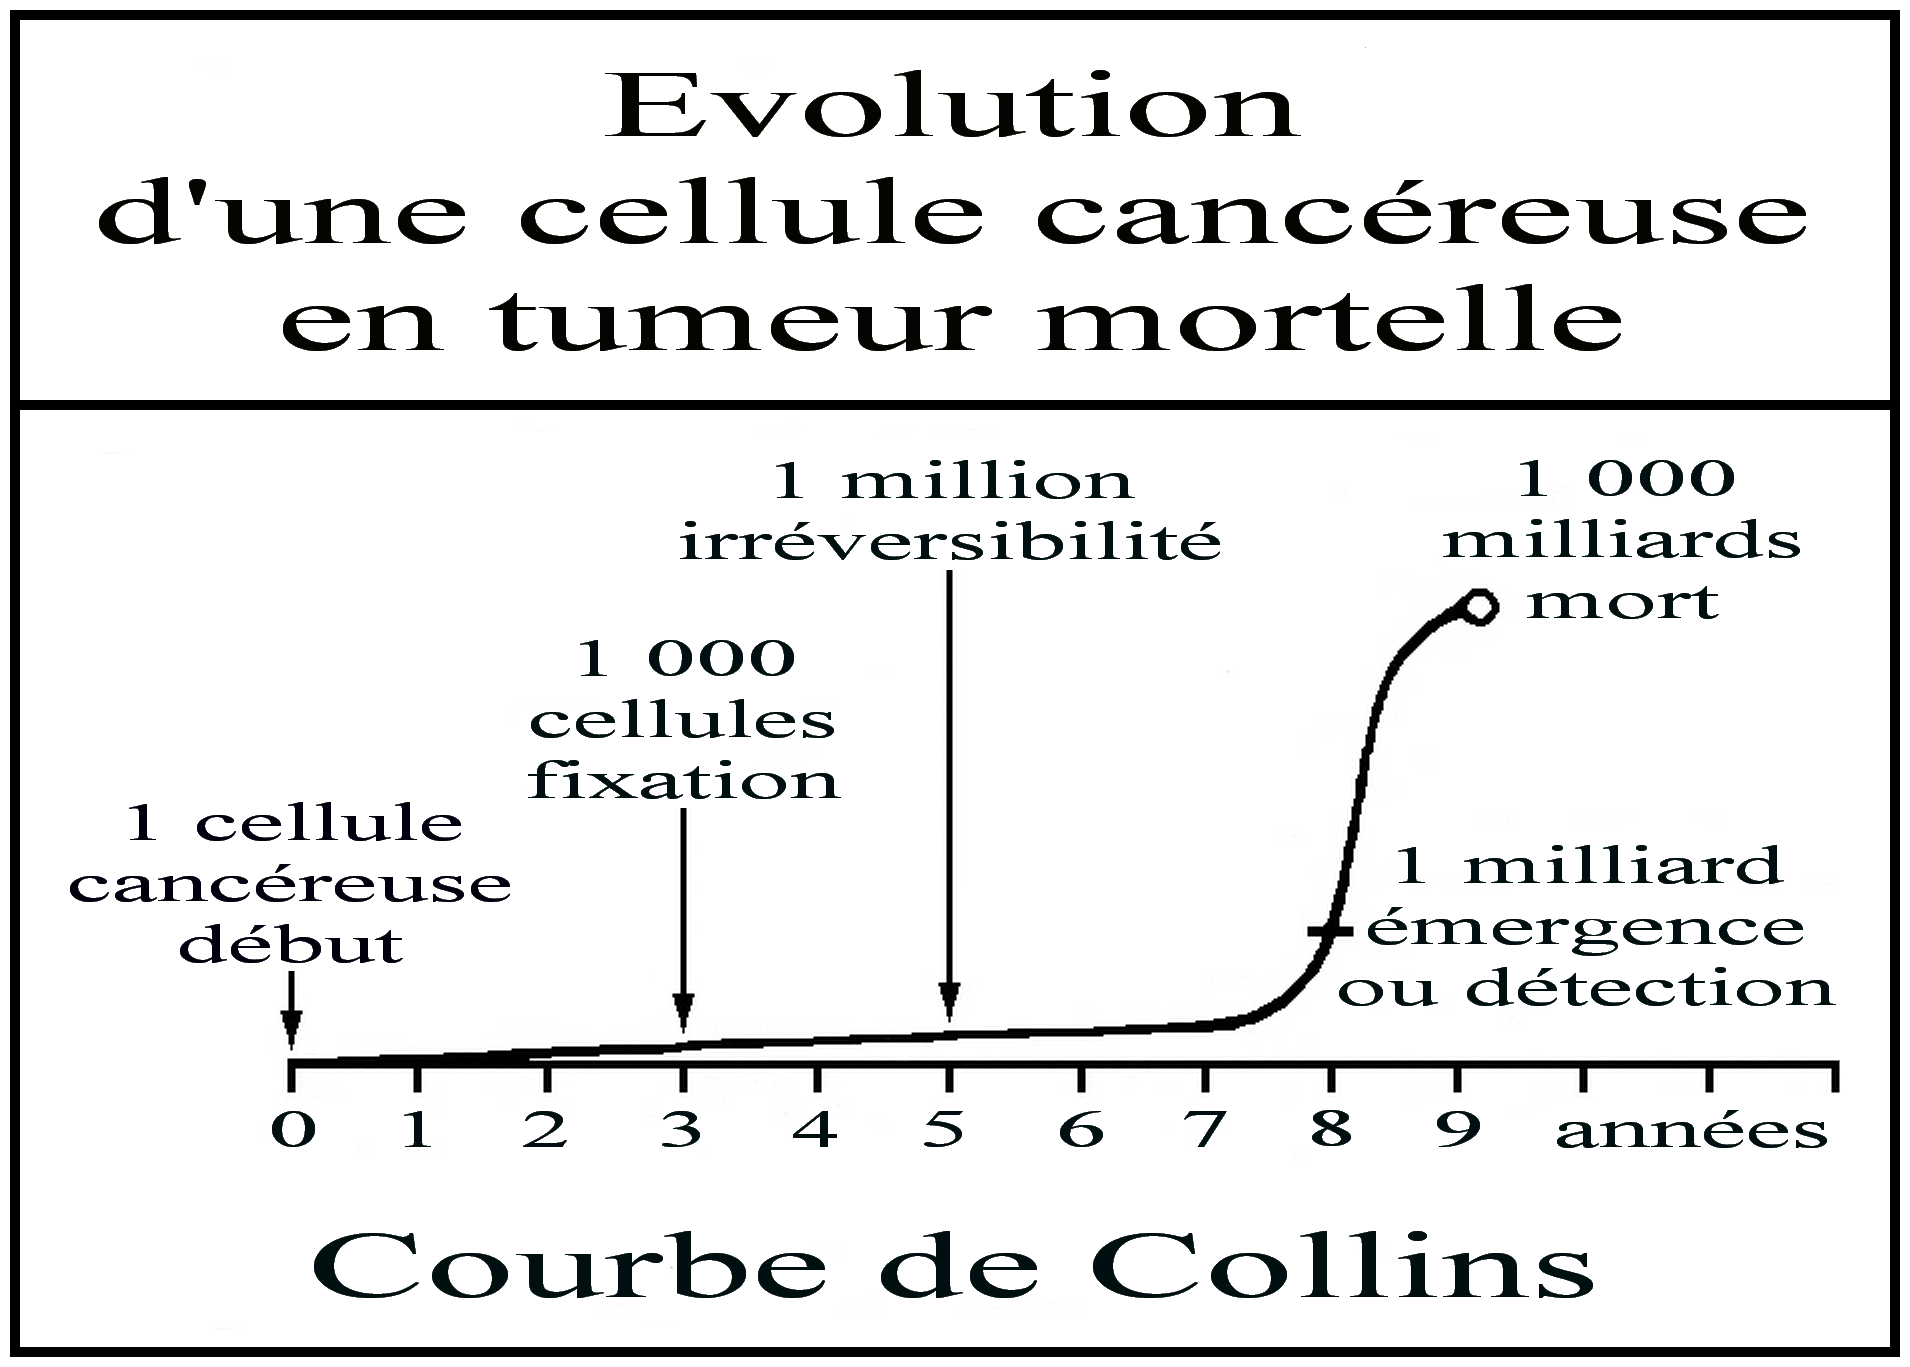 Evolution
d'une cellule cancéreuse
en tumeur mortelle
1 million
irréversibilité
1 000
milliards
mort
1 000
cellules
fixation
1 cellule
cancéreuse
début
1 milliard
émergence
ou détection
0 1 2 3 4 5 6 7 8 9 années
Courbe de Collins